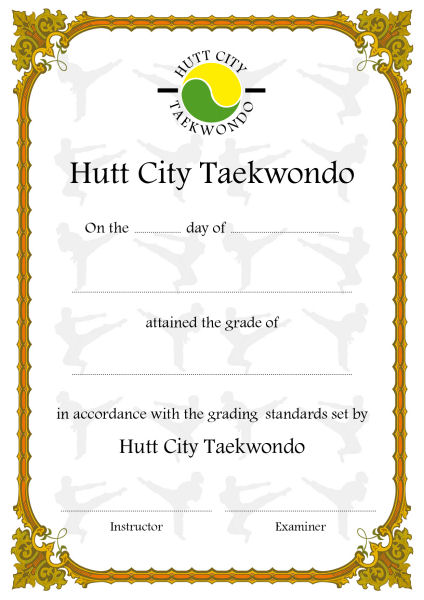 HUTT CITY
TAEKWONDO
Hutt City Taekwondo
On the ............... day of ...............................
attained the grade of
in accordance with the grading standards set by
Hutt City Taekwondo
Instructor Examiner